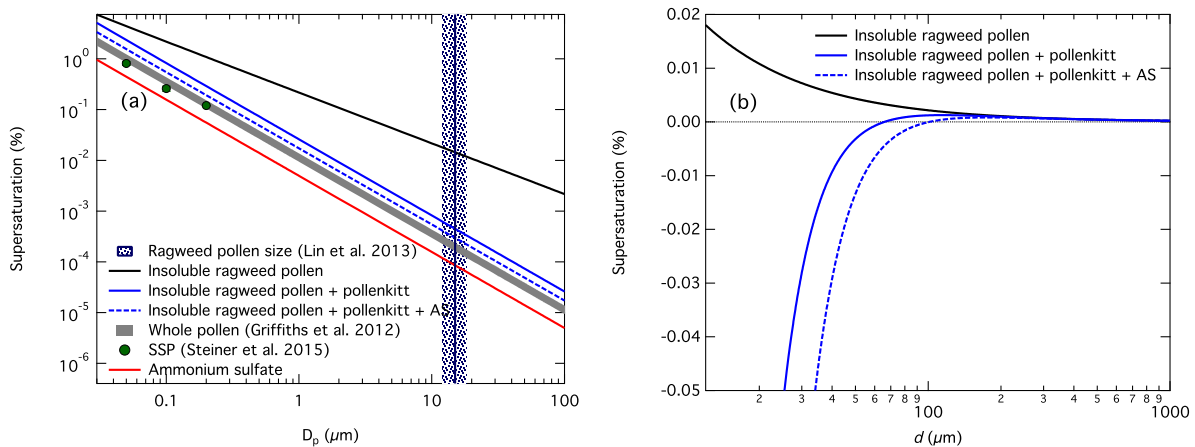 (a)
Supersaturation (%)
10⁰
10⁻¹
10⁻²
10⁻³
10⁻⁴
10⁻⁵
10⁻⁶
Ragweed pollen size (Lin et al. 2013)
Insoluble ragweed pollen
Insoluble ragweed pollen + pollenkitt
Insoluble ragweed pollen + pollenkitt + AS
Whole pollen (Griffiths et al. 2012)
SSP (Steiner et al. 2015)
Ammonium sulfate
0.1 1 10 100
Dₚ (µm)
(b)
Supersaturation (%)
0.02
0.01
0.00
-0.01
-0.02
-0.03
-0.04
-0.05
Insoluble ragweed pollen
Insoluble ragweed pollen + pollenkitt
Insoluble ragweed pollen + pollenkitt + AS
2 3 4 5 6 7 8 9 2 3 4 5 6 7 8 9
100 1000
d (µm)